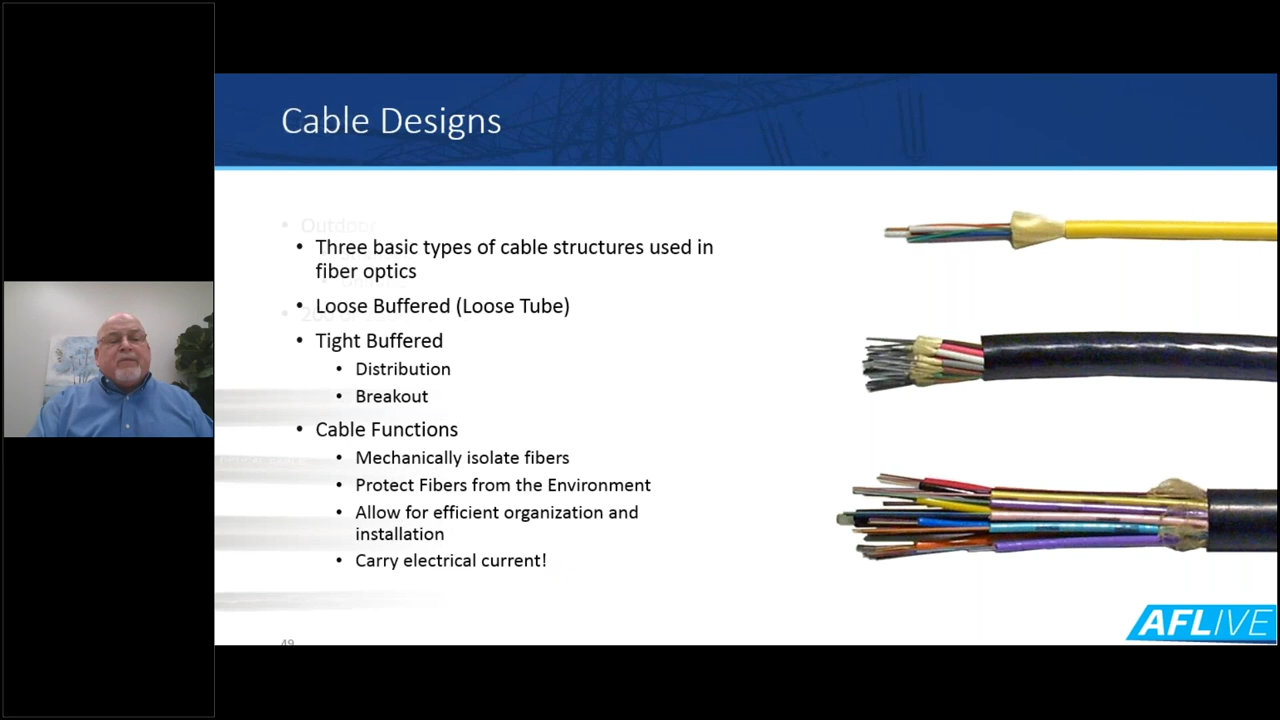 Cable Designs
Outdoor
Three basic types of cable structures used in
fiber optics
Loose Buffered (Loose Tube)
Tight Buffered
Distribution
Breakout
Cable Functions
Mechanically isolate fibers
Protect Fibers from the Environment
Allow for efficient organization and
installation
Carry electrical current!
49
AFLIVE